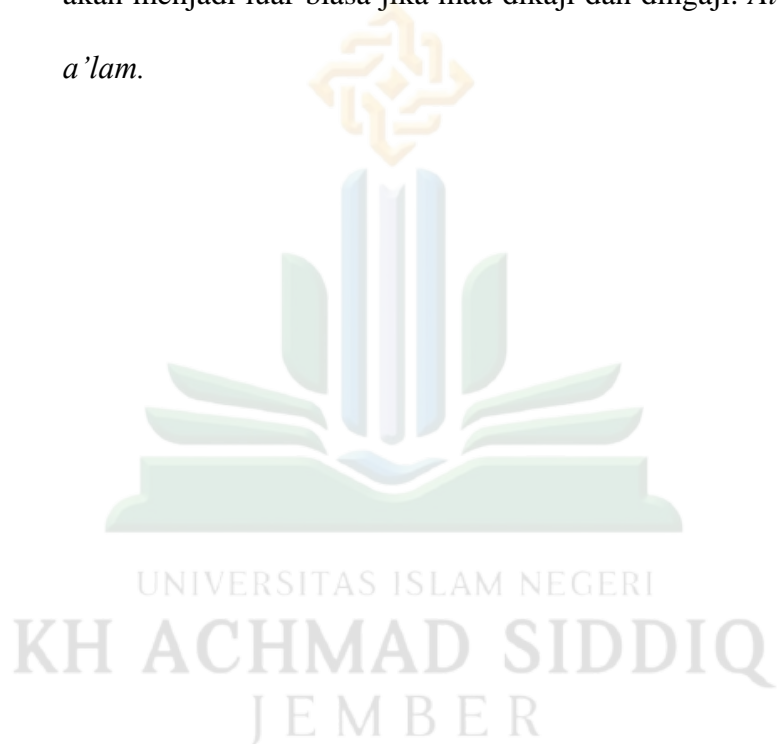 akan menjadi luar biasa jika mau dikaji dan dingaji.
a’lam.
UNIVERSITAS ISLAM NEGERI
KH ACHMAD SIDDIQ
JEMBER